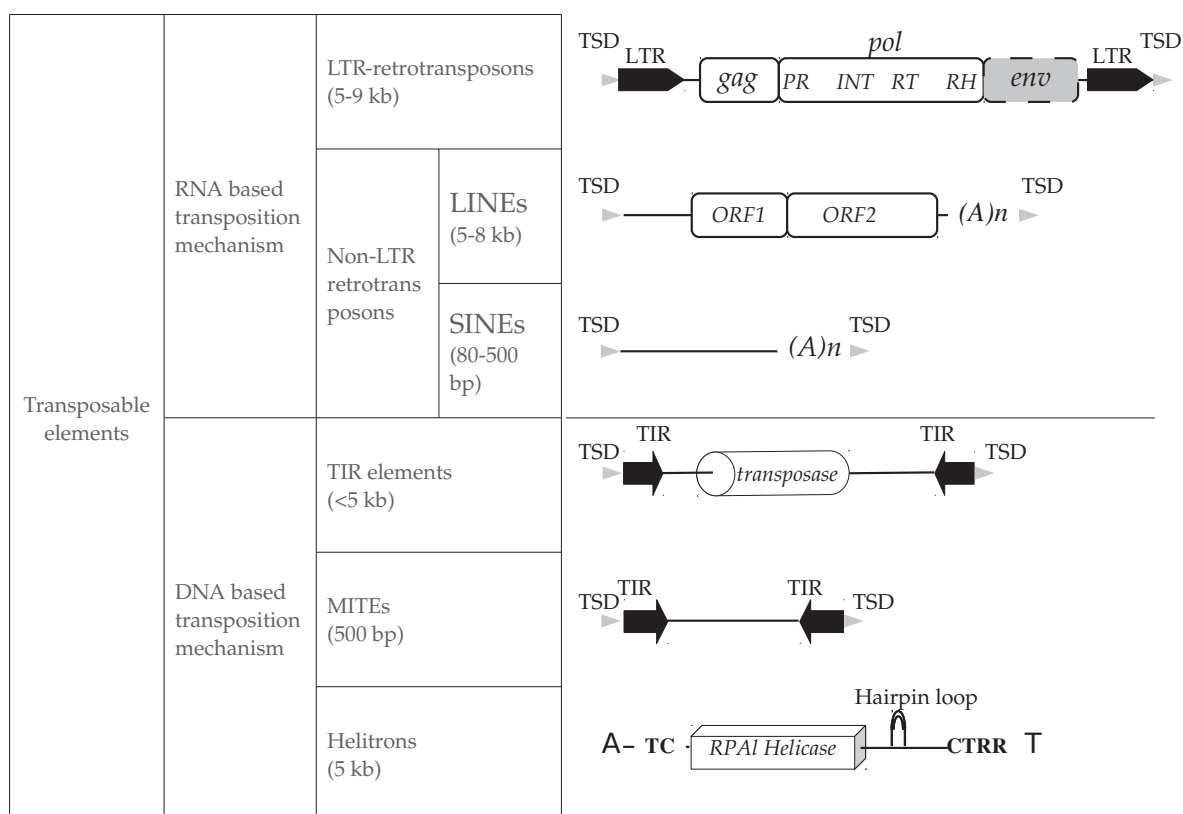 Transposable
elements
RNA based
transposition
mechanism
LTR-retrotransposons
(5-9 kb)
TSD LTR pol LTR TSD
gag PR INT RT RH env
Non-LTR
retrotrans
posons
LINEs
(5-8 kb)
TSD TSD
ORF1 ORF2 (A)n
SINEs
(80-500
bp)
TSD TSD
(A)n
DNA based
transposition
mechanism
TIR elements
(<5 kb)
TSD TIR TIR TSD
transposase
MITEs
(500 bp)
TSD TIR TIR TSD
Helitrons
(5 kb)
Hairpin loop
A- TC RPAl Helicase CTRR T